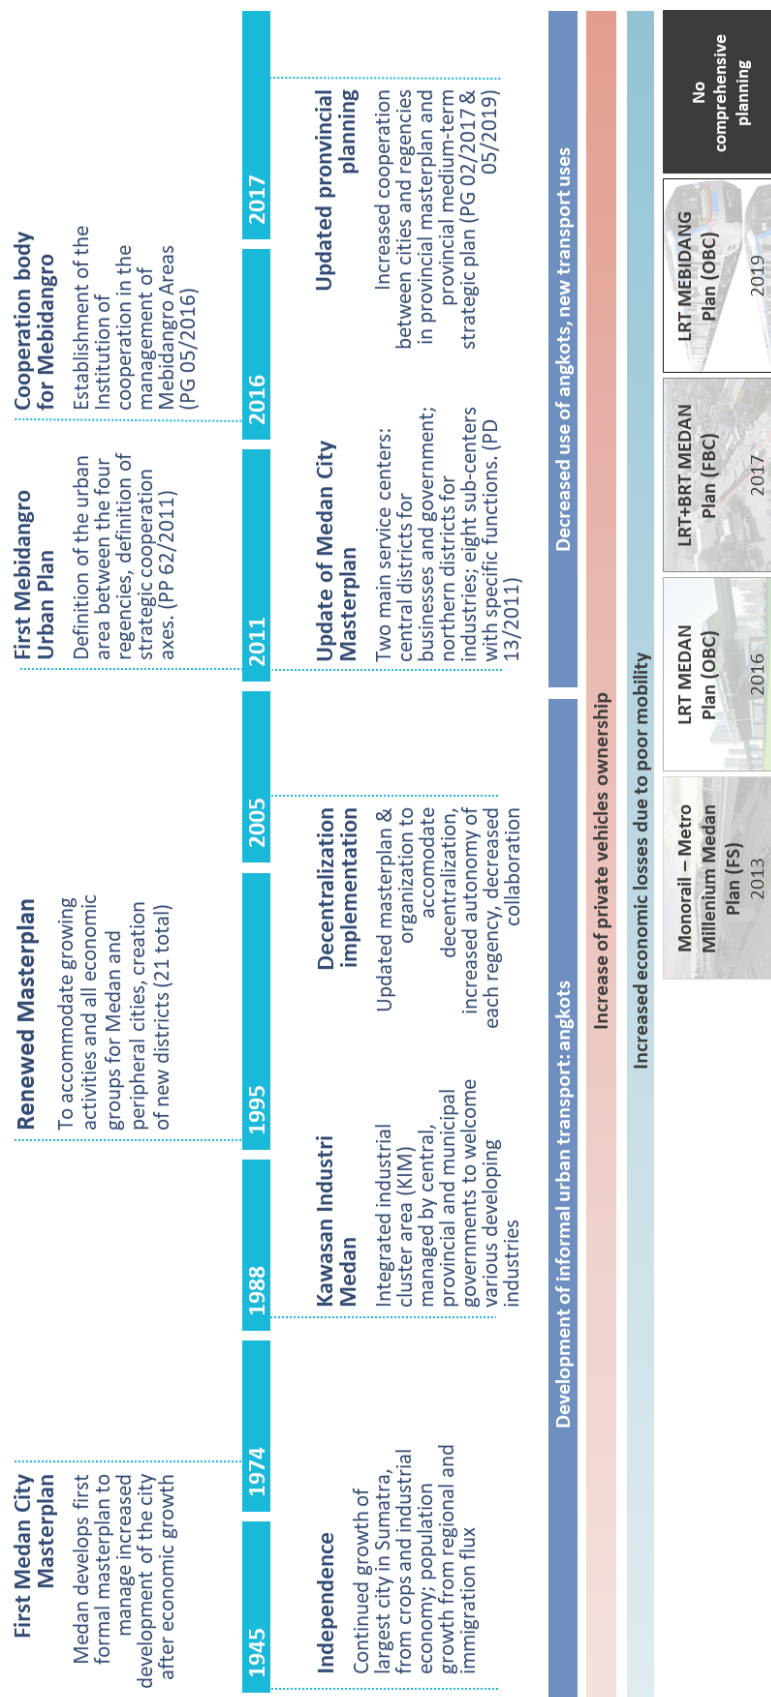 First Medan City
Masterplan
Medan develops first
formal masterplan to
manage increased
development of the city
after economic growth
Renewed Masterplan
To accommodate growing
activities and all economic
groups for Medan and
peripheral cities, creation
of new districts (21 total)
First Mebidangro
Urban Plan
Definition of the urban
area between the four
regencies, definition of
strategic cooperation
axes. (PP 62/2011)
Cooperation body
for Mebidangro
Establishment of the
Institution of
cooperation in the
management of
Mebidangro Areas
(PG 05/2016)
1945
1974
1988
1995
2005
2011
2016
2017
Independence
Continued growth of
largest city in Sumatra,
from crops and industrial
economy; population
growth from regional and
immigration flux
Kawasan Industri
Medan
Integrated industrial
cluster area (KIM)
managed by central,
provincial and municipal
governments to welcome
various developing
industries
Decentralization
implementation
Updated masterplan &
organization to
accomodate
decentralization,
increased autonomy of
each regency, decreased
collaboration
Update of Medan City
Masterplan
Two main service centers:
central districts for
businesses and government;
northern districts for
industries; eight sub-centers
with specific functions. (PD
13/2011)
Updated pronvincial
planning
Increased cooperation
between cities and regencies
in provincial masterplan and
provincial medium-term
strategic plan (PG 02/2017 &
05/2019)
Development of informal urban transport: angkots
Decreased use of angkots, new transport uses
Increase of private vehicles ownership
Increased economic losses due to poor mobility
Monorail – Metro
Millenium Medan
Plan (FS)
2013
LRT MEDAN
Plan (OBC)
2016
LRT+BRT MEDAN
Plan (FBC)
2017
LRT MEBIDANG
Plan (OBC)
2019
No
comprehensive
planning